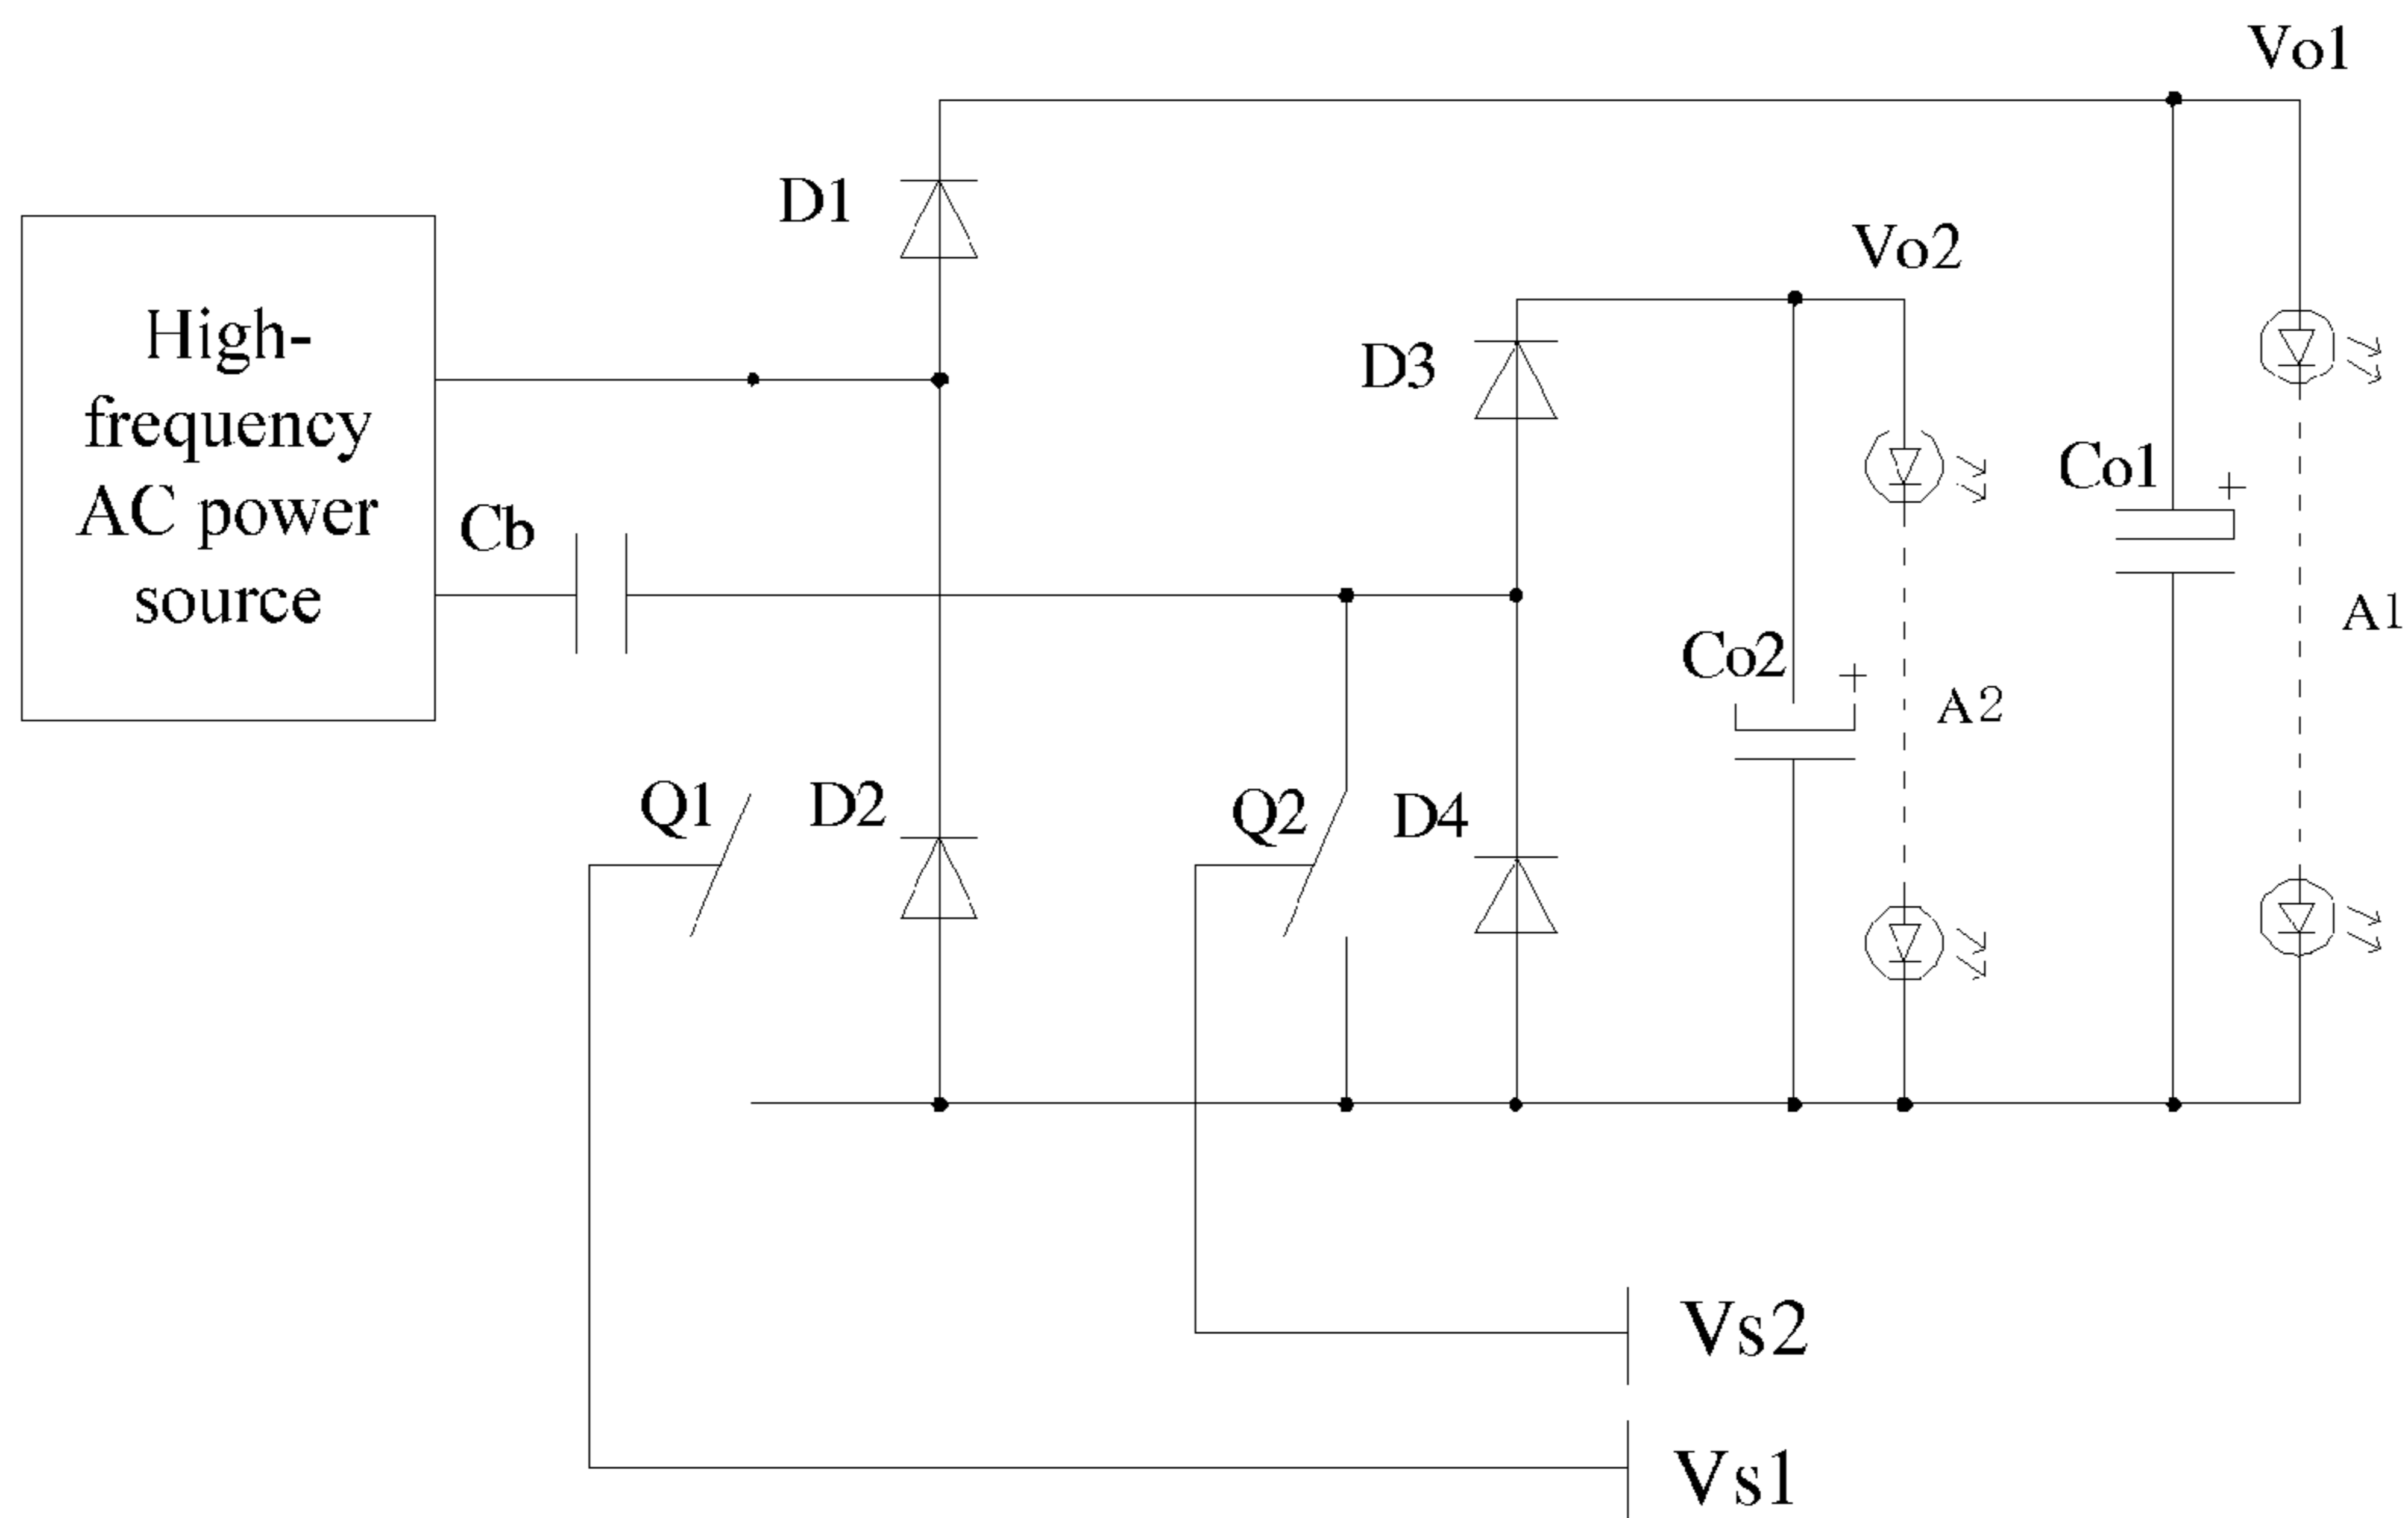 Vo1
D1
Vo2
High-
frequency
AC power
source
D3
Co1
+
Cb
A1
Co2
+
A2
Q1
D2
Q2
D4
Vs2
Vs1